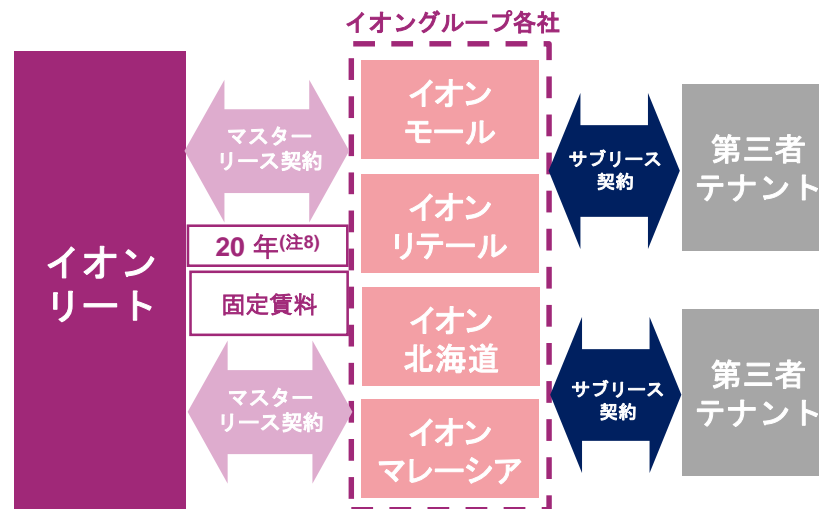 イオングループ各社
イオン
リート
マスター
リース契約
20 年(注8)
固定賃料
マスター
リース契約
イオン
モール
イオン
リテール
イオン
北海道
イオン
マレーシア
サブリース
契約
サブリース
契約
第三者
テナント
第三者
テナント